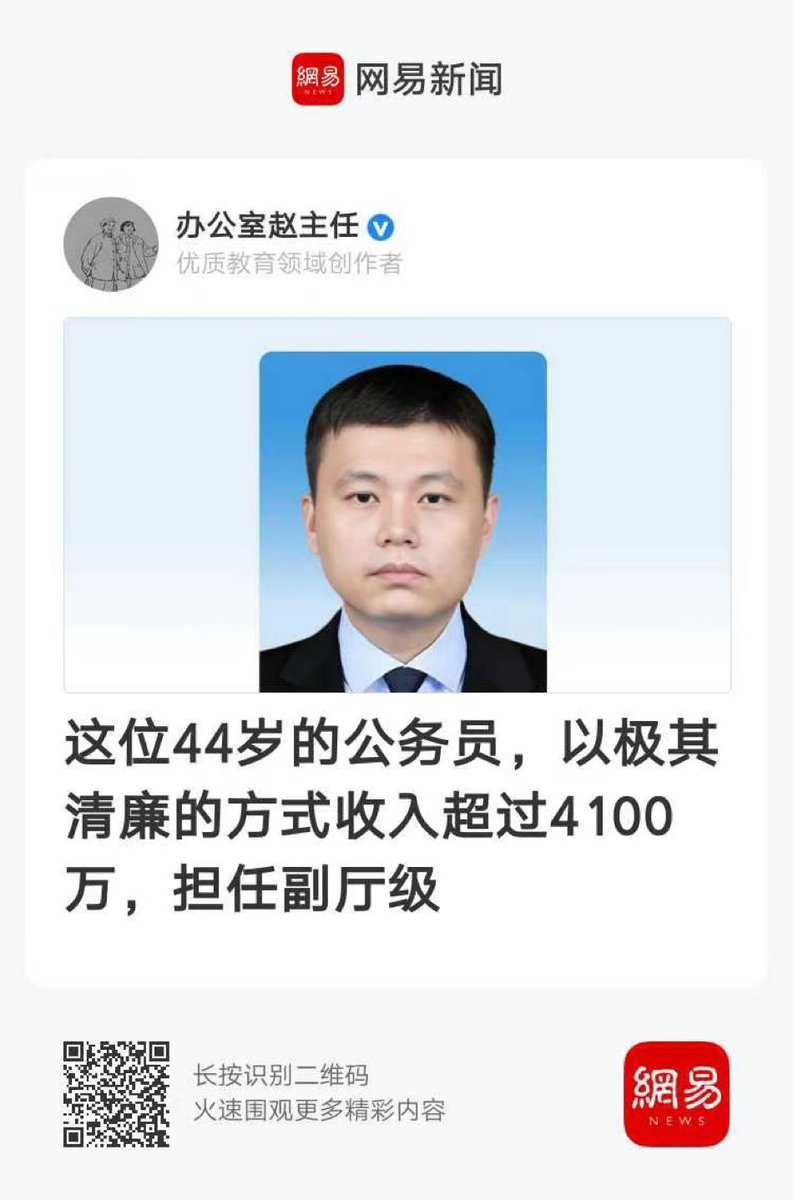 網易
NEWS
网易新闻
办公室赵主任
优质教育领域创作者
这位44岁的公务员，以极其
清廉的方式收入超过4100
万，担任副厅级
长按识别二维码
火速围观更多精彩内容
網易
NEWS